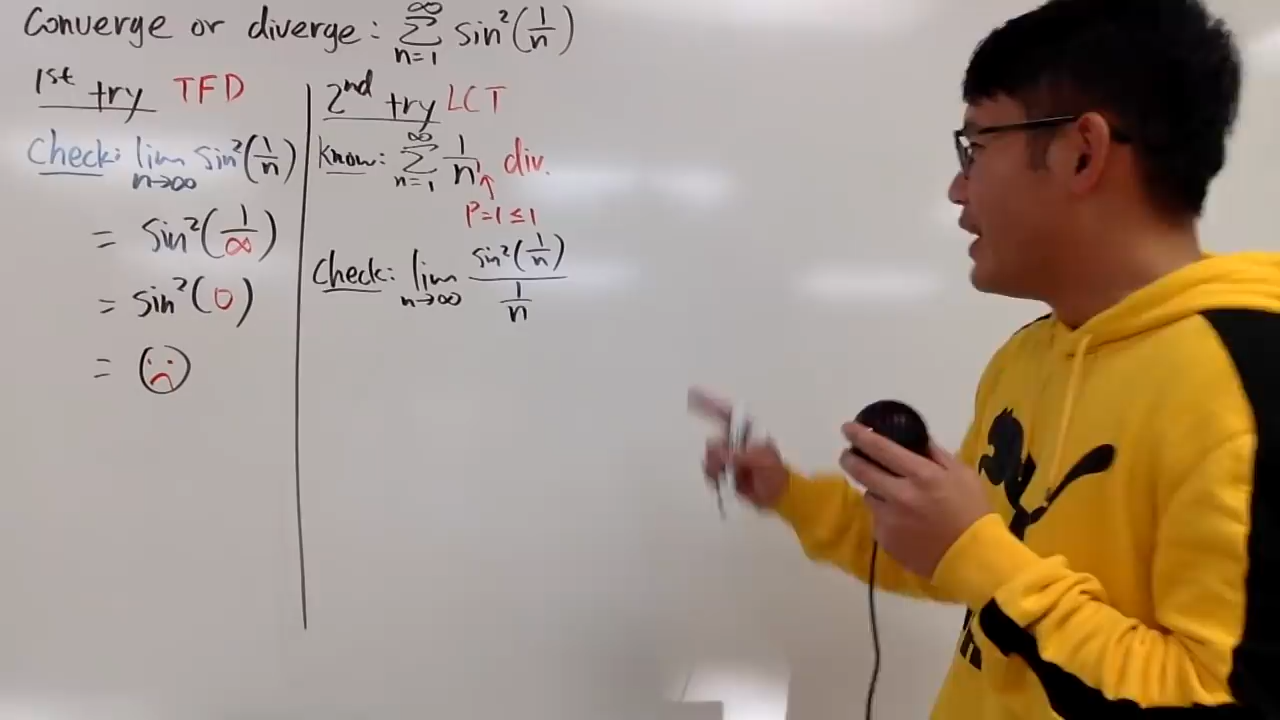 Converge or diverge: ∞∑n=1 sin²(1/n)
1st try TFD
Check: lim n→∞ sin²(1/n)
= sin²(1/∞)
= sin²(0)
= ☹
2nd try LCT
Know: ∞∑n=1 1/n¹ div.
P=1≤1
Check: lim n→∞ sin²(1/n) / (1/n)